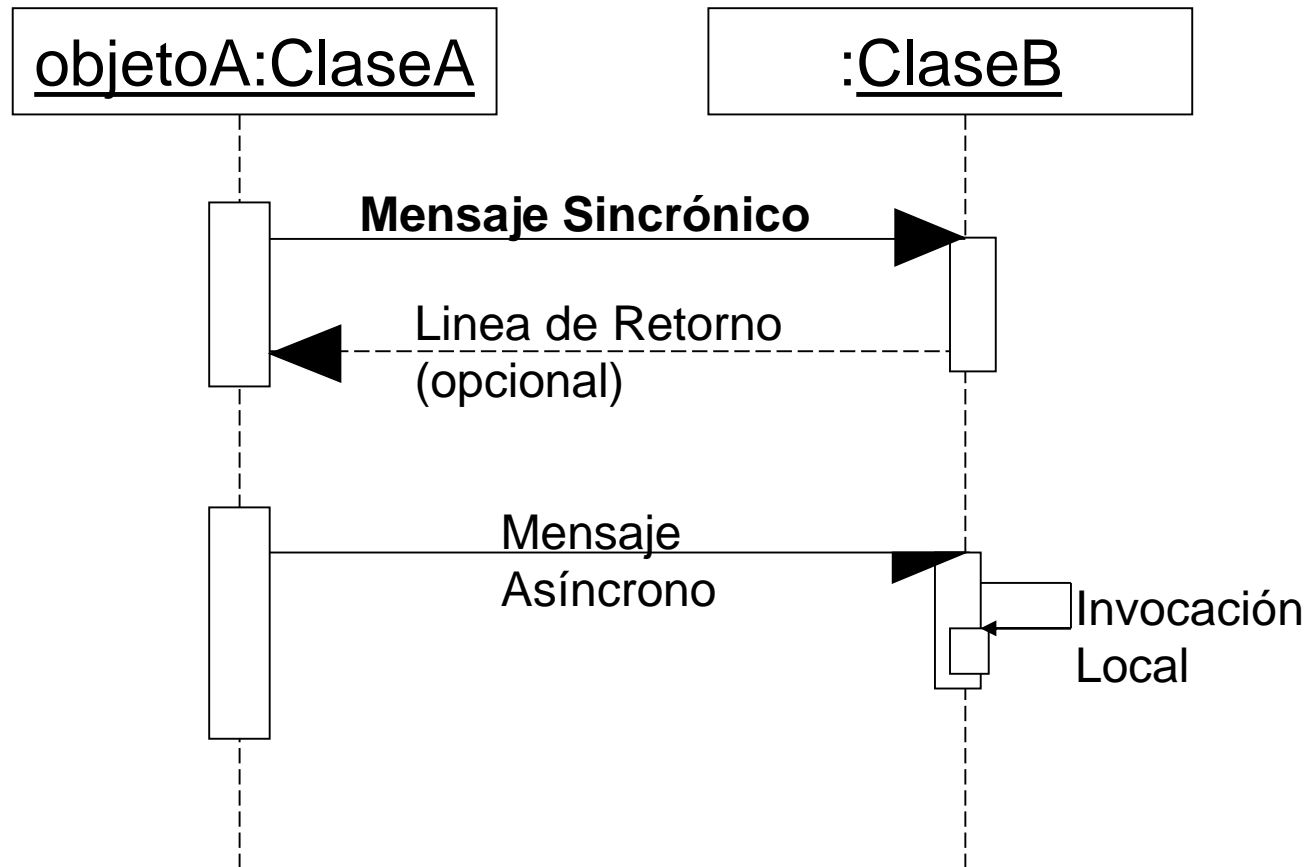 objetoA:ClaseA
:ClaseB
Mensaje Sincrónico
Linea de Retorno
(opcional)
Mensaje
Asíncrono
Invocación
Local